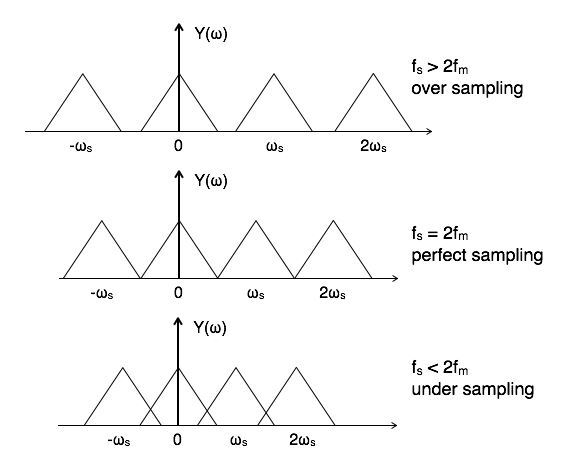 Y(ω)
fₛ > 2fₘ
over sampling
-ωₛ 0 ωₛ 2ωₛ
Y(ω)
fₛ = 2fₘ
perfect sampling
-ωₛ 0 ωₛ 2ωₛ
Y(ω)
fₛ < 2fₘ
under sampling
-ωₛ 0 ωₛ 2ωₛ